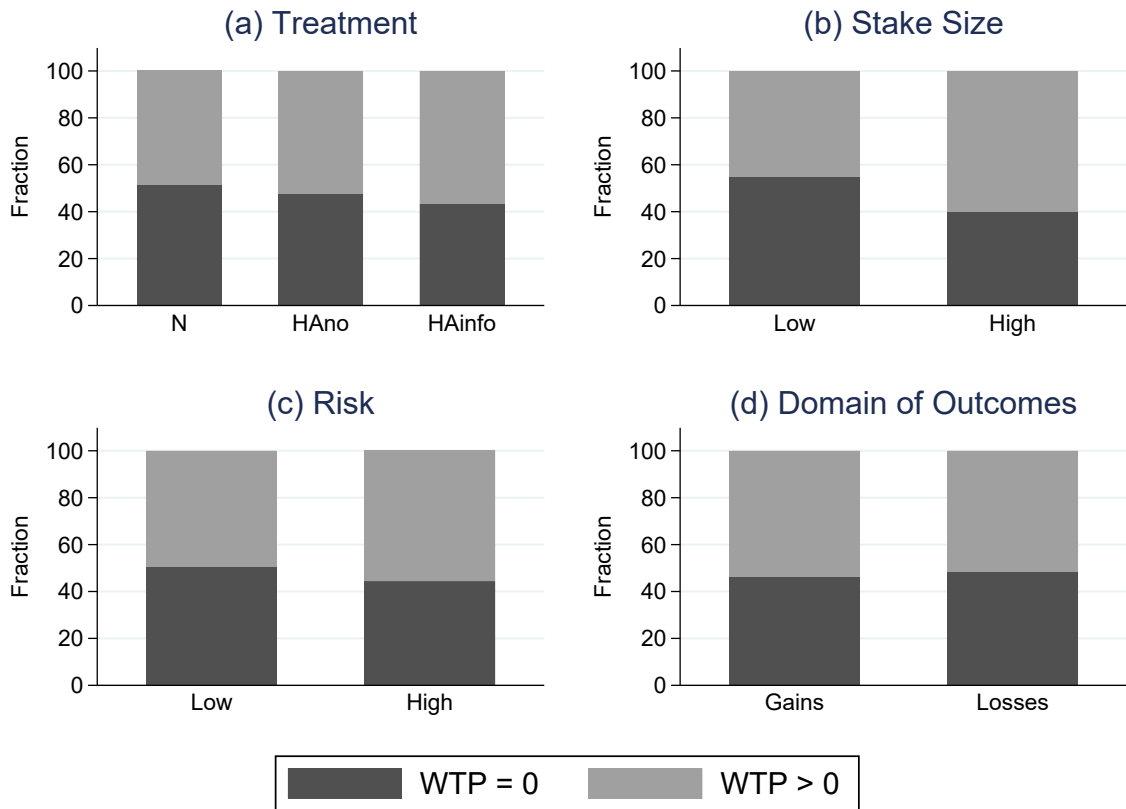 (a) Treatment
Fraction
100
80
60
40
20
0
N HAno HAinfo
(b) Stake Size
Fraction
100
80
60
40
20
0
Low High
(c) Risk
Fraction
100
80
60
40
20
0
Low High
(d) Domain of Outcomes
Fraction
100
80
60
40
20
0
Gains Losses
WTP = 0 WTP > 0